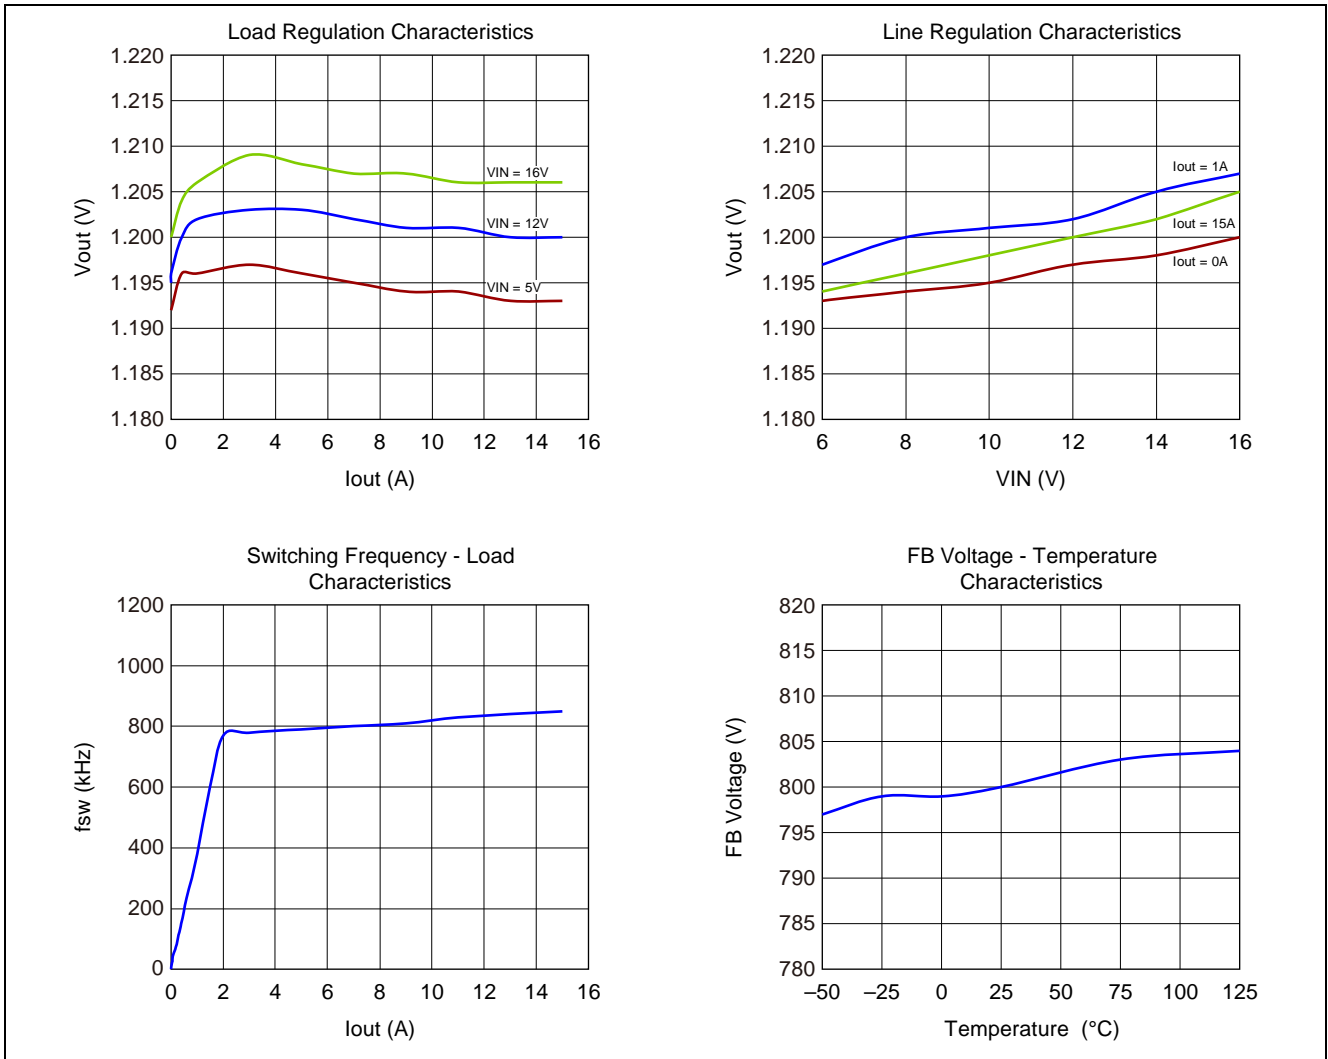 Load Regulation Characteristics
1.220
1.215
1.210
1.205
1.200
1.195
1.190
1.185
1.180
Vout (V)
VIN = 16V
VIN = 12V
VIN = 5V
0 2 4 6 8 10 12 14 16
Iout (A)
Line Regulation Characteristics
1.220
1.215
1.210
1.205
1.200
1.195
1.190
1.185
1.180
Vout (V)
Iout = 1A
Iout = 15A
Iout = 0A
6 8 10 12 14 16
VIN (V)
Switching Frequency - Load
Characteristics
1200
1000
800
600
400
200
0
fsw (kHz)
0 2 4 6 8 10 12 14 16
Iout (A)
FB Voltage - Temperature
Characteristics
820
815
810
805
800
795
790
785
780
FB Voltage (V)
–50 –25 0 25 50 75 100 125
Temperature (°C)